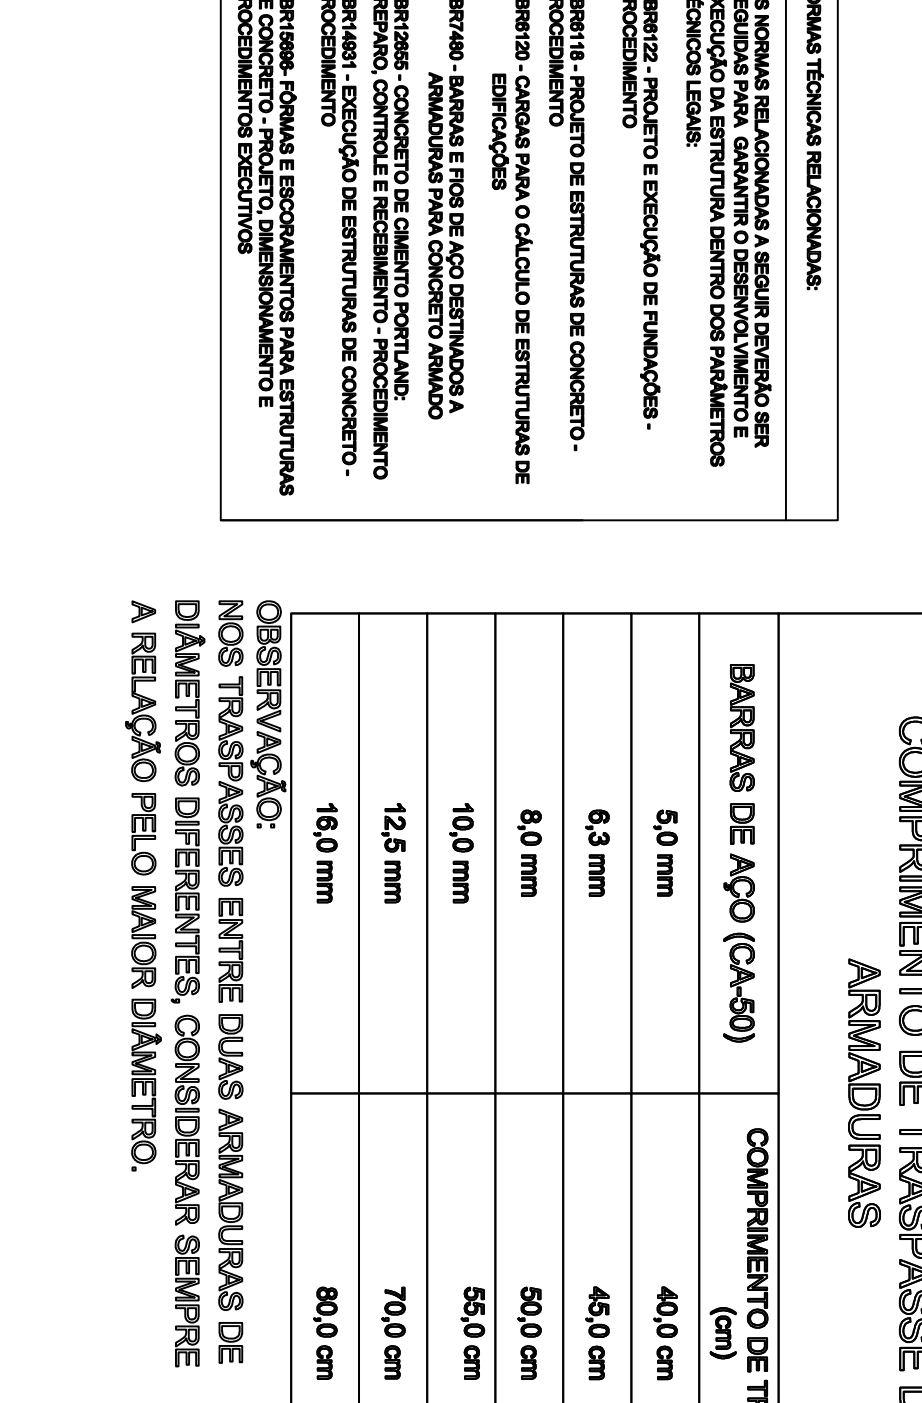 ORMAS TÉCNICAS RELACIONADAS:
S NORMAS RELACIONADAS A SEGUIR DEVERÃO SER
EGUIDAS PARA GARANTIR O DESENVOLVIMENTO E
XECUÇÃO DA ESTRUTURA DENTRO DOS PARÂMETROS
ÉCNICOS LEGAIS:
BR6122 - PROJETO E EXECUÇÃO DE FUNDAÇÕES -
ROCEDIMENTO
BR6118 - PROJETO DE ESTRUTURAS DE CONCRETO -
ROCEDIMENTO
BR6120 - CARGAS PARA O CÁLCULO DE ESTRUTURAS DE
EDIFICAÇÕES
BR7480 - BARRAS E FIOS DE AÇO DESTINADOS A
ARMADURAS PARA CONCRETO ARMADO
BR12655 - CONCRETO DE CIMENTO PORTLAND:
REPARO, CONTROLE E RECEBIMENTO - PROCEDIMENTO
BR14931 - EXECUÇÃO DE ESTRUTURAS DE CONCRETO -
ROCEDIMENTO
BR15696- FÔRMAS E ESCORAMENTOS PARA ESTRUTURAS
E CONCRETO - PROJETO, DIMENSIONAMENTO E
ROCEDIMENTOS EXECUTIVOS
COMPRIMENTO DE TRASPASSE
ARMADURAS
BARRAS DE AÇO (CA-50) COMPRIMENTO DE
(cm)
5,0 mm 40,0 cm
6,3 mm 45,0 cm
8,0 mm 50,0 cm
10,0 mm 55,0 cm
12,5 mm 70,0 cm
16,0 mm 80,0 cm
OBSERVAÇÃO:
NOS TRASPASSES ENTRE DUAS ARMADURAS DE
DIÂMETROS DIFERENTES, CONSIDERAR SEMPRE
A RELAÇÃO PELO MAIOR DIÂMETRO.